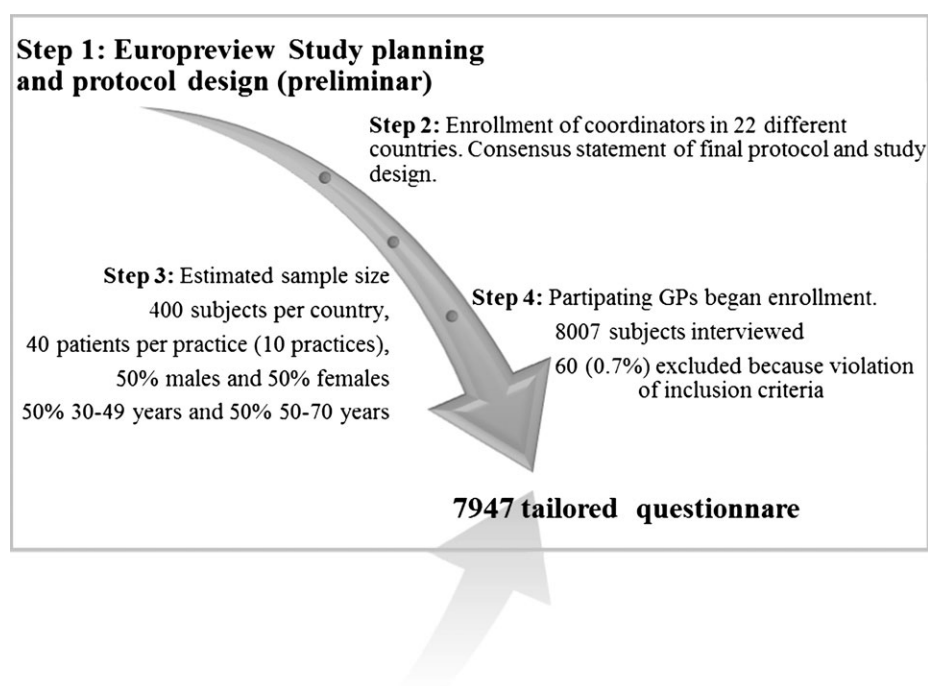 Step 1: Europreview Study planning
and protocol design (preliminar)
Step 2: Enrollment of coordinators in 22 different
countries. Consensus statement of final protocol and study
design.
Step 3: Estimated sample size
400 subjects per country,
40 patients per practice (10 practices),
50% males and 50% females
50% 30-49 years and 50% 50-70 years
Step 4: Partipating GPs began enrollment.
8007 subjects interviewed
60 (0.7%) excluded because violation
of inclusion criteria
7947 tailored questionnare